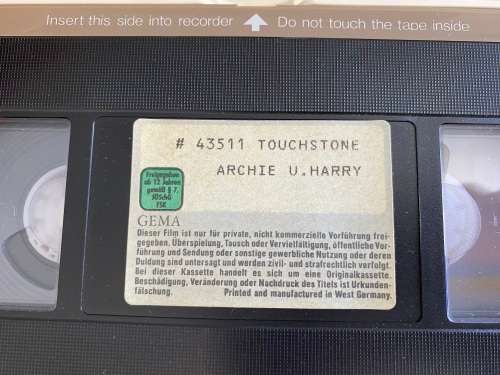 Insert this side into recorder Do not touch the tape inside
# 43511 TOUCHSTONE
ARCHIE U.HARRY
Freigegeben
ab 12 Jahren
gemäß § 7,
JÖSchG
FSK
GEMA
Dieser Film ist nur für private, nicht kommerzielle Vorführung frei-
gegeben. Überspielung, Tausch oder Vervielfältigung, öffentliche Vor-
führung und Sendung oder sonstige gewerbliche Nutzung oder deren
Duldung sind untersagt und werden zivil- und strafrechtlich verfolgt.
Bei dieser Kassette handelt es sich um eine Originalkassette.
Beschädigung, Veränderung oder Nachdruck des Titels ist Urkunden-
fälschung. Printed and manufactured in West Germany.